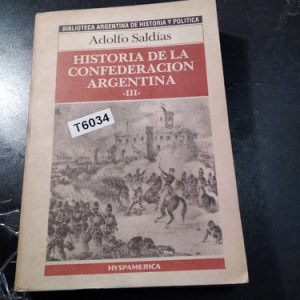 BIBLIOTECA ARGENTINA DE HISTORIA Y POLITICA
Adolfo Saldías
HISTORIA DE LA
CONFEDERACION
ARGENTINA
-III-
T6034
HYSPAMERICA